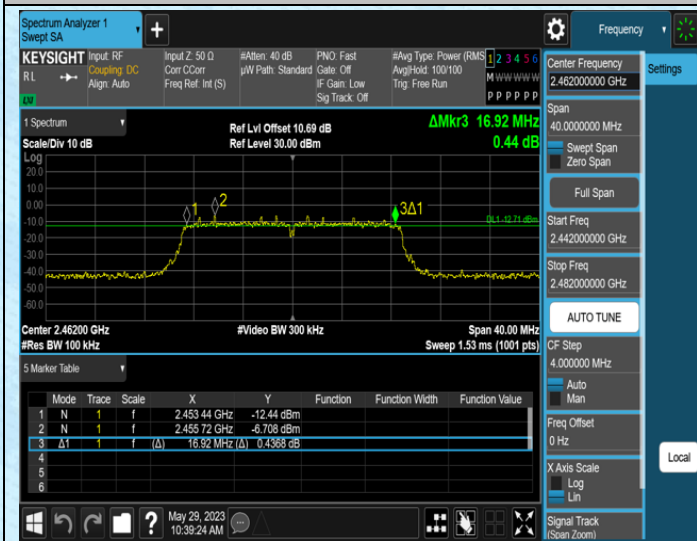 Spectrum Analyzer 1
Swept SA
+
Frequency
KEYSIGHT
RL
LXI
Input: RF
Coupling: DC
Align: Auto
Input Z: 50 Ω
Corr CCorr
Freq Ref: Int (S)
#Atten: 40 dB
µW Path: Standard
PNO: Fast
Gate: Off
IF Gain: Low
Sig Track: Off
#Avg Type: Power (RMS
Avg|Hold: 100/100
Trig: Free Run
1 2 3 4 5 6
M W W W W W
P P P P P P
1 Spectrum
Scale/Div 10 dB
Ref Lvl Offset 10.69 dB
Ref Level 30.00 dBm
ΔMkr3 16.92 MHz
0.44 dB
Log
20.0
10.0
0.00
-10.0
-20.0
-30.0
-40.0
-50.0
-60.0
1
2
3Δ1
DL1 -12.71 dBm
Center 2.46200 GHz
#Res BW 100 kHz
#Video BW 300 kHz
Span 40.00 MHz
Sweep 1.53 ms (1001 pts)
5 Marker Table
Mode Trace Scale X Y Function Function Width Function Value
1 N 1 f 2.453 44 GHz -12.44 dBm
2 N 1 f 2.455 72 GHz -6.708 dBm
3 Δ1 1 f (Δ) 16.92 MHz (Δ) 0.4368 dB
4
5
6
?
May 29, 2023
10:39:24 AM
Center Frequency
2.462000000 GHz
Span
40.0000000 MHz
Swept Span
Zero Span
Full Span
Start Freq
2.442000000 GHz
Stop Freq
2.482000000 GHz
AUTO TUNE
CF Step
4.000000 MHz
Auto
Man
Freq Offset
0 Hz
X Axis Scale
Log
Lin
Signal Track
(Span Zoom)
Settings
Local